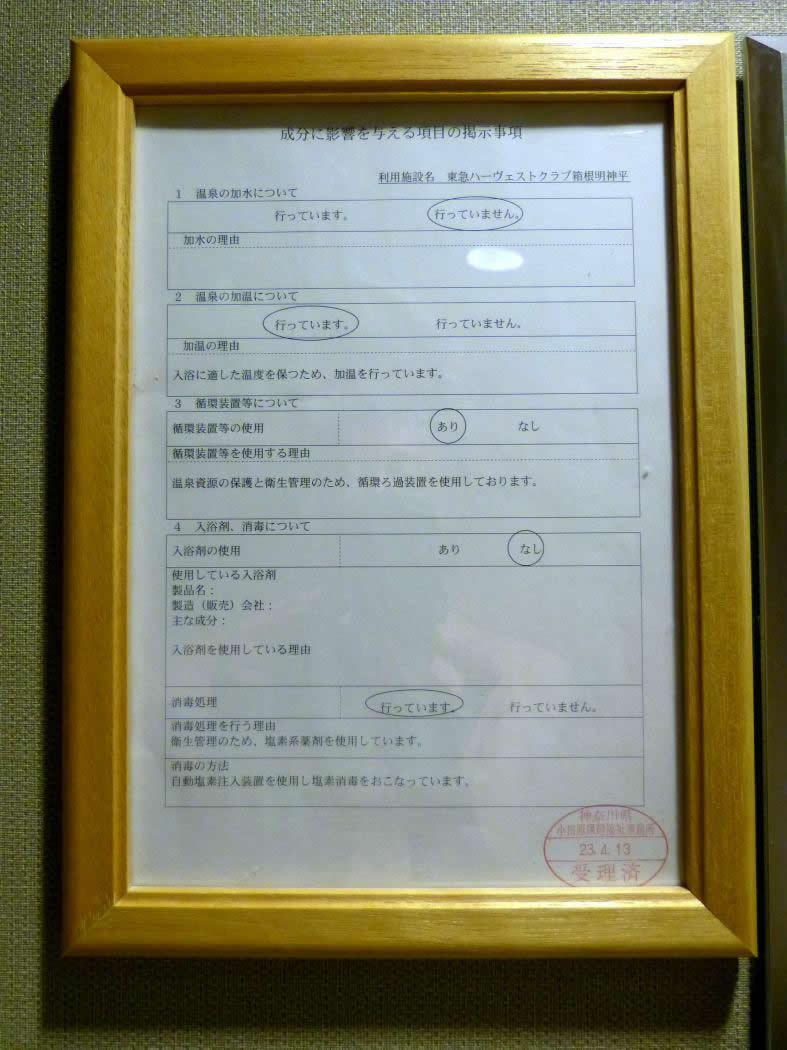 成分に影響を与える項目の掲示事項
利用施設名　東急ハーヴェストクラブ箱根明神平
１　温泉の加水について
行っています。　行っていません。
加水の理由
２　温泉の加温について
行っています。　行っていません。
加温の理由
入浴に適した温度を保つため、加温を行っています。
３　循環装置等について
循環装置等の使用　あり　なし
循環装置等を使用する理由
温泉資源の保護と衛生管理のため、循環ろ過装置を使用しております。
４　入浴剤、消毒について
入浴剤の使用　あり　なし
使用している入浴剤
製品名：
製造（販売）会社：
主な成分：
入浴剤を使用している理由
消毒処理　行っています。　行っていません。
消毒処理を行う理由
衛生管理のため、塩素系薬剤を使用しています。
消毒の方法
自動塩素注入装置を使用し塩素消毒をおこなっています。
神奈川県
小田原保健福祉事務所
23.4.13
受理済